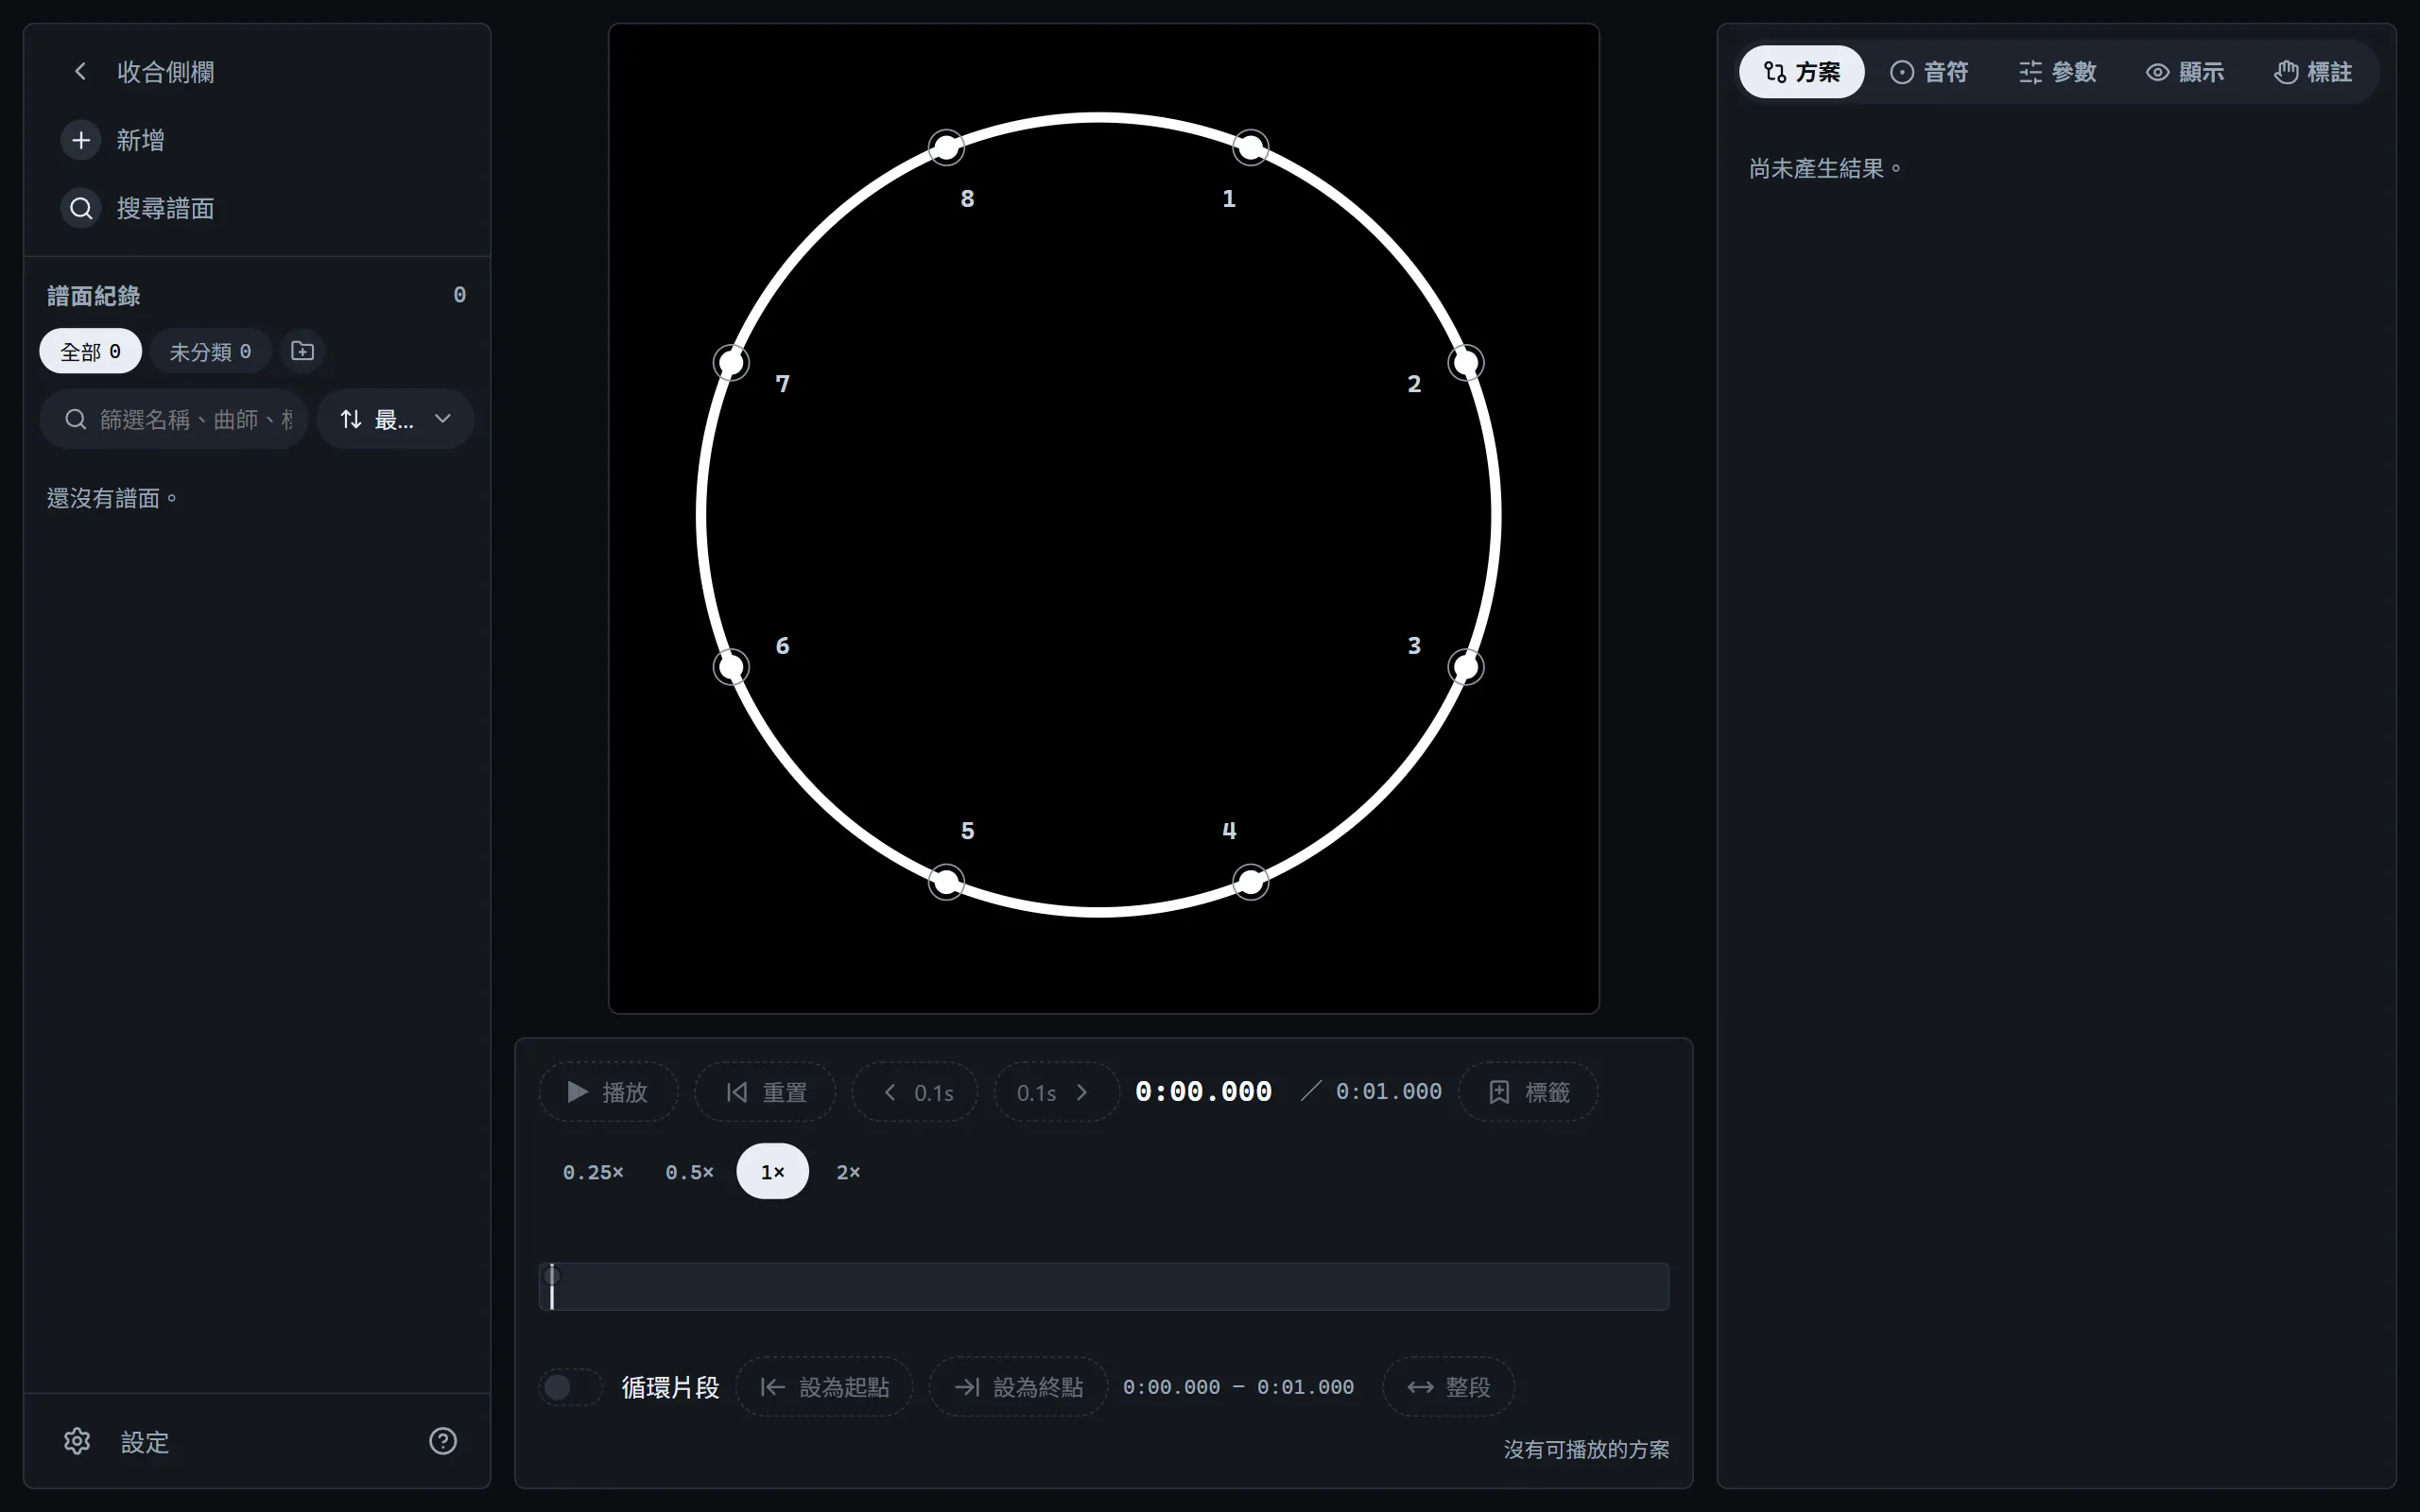 收合側欄
新增
搜尋譜面
譜面紀錄 0
全部 0 未分類 0
篩選名稱、曲師、 最...
還沒有譜面。
設定
8 1
7 2
6 3
5 4
播放 重置 0.1s 0.1s 0:00.000 ／ 0:01.000 標籤
0.25× 0.5× 1× 2×
循環片段 設為起點 設為終點 0:00.000 – 0:01.000 整段
沒有可播放的方案
方案 音符 參數 顯示 標註
尚未產生結果。